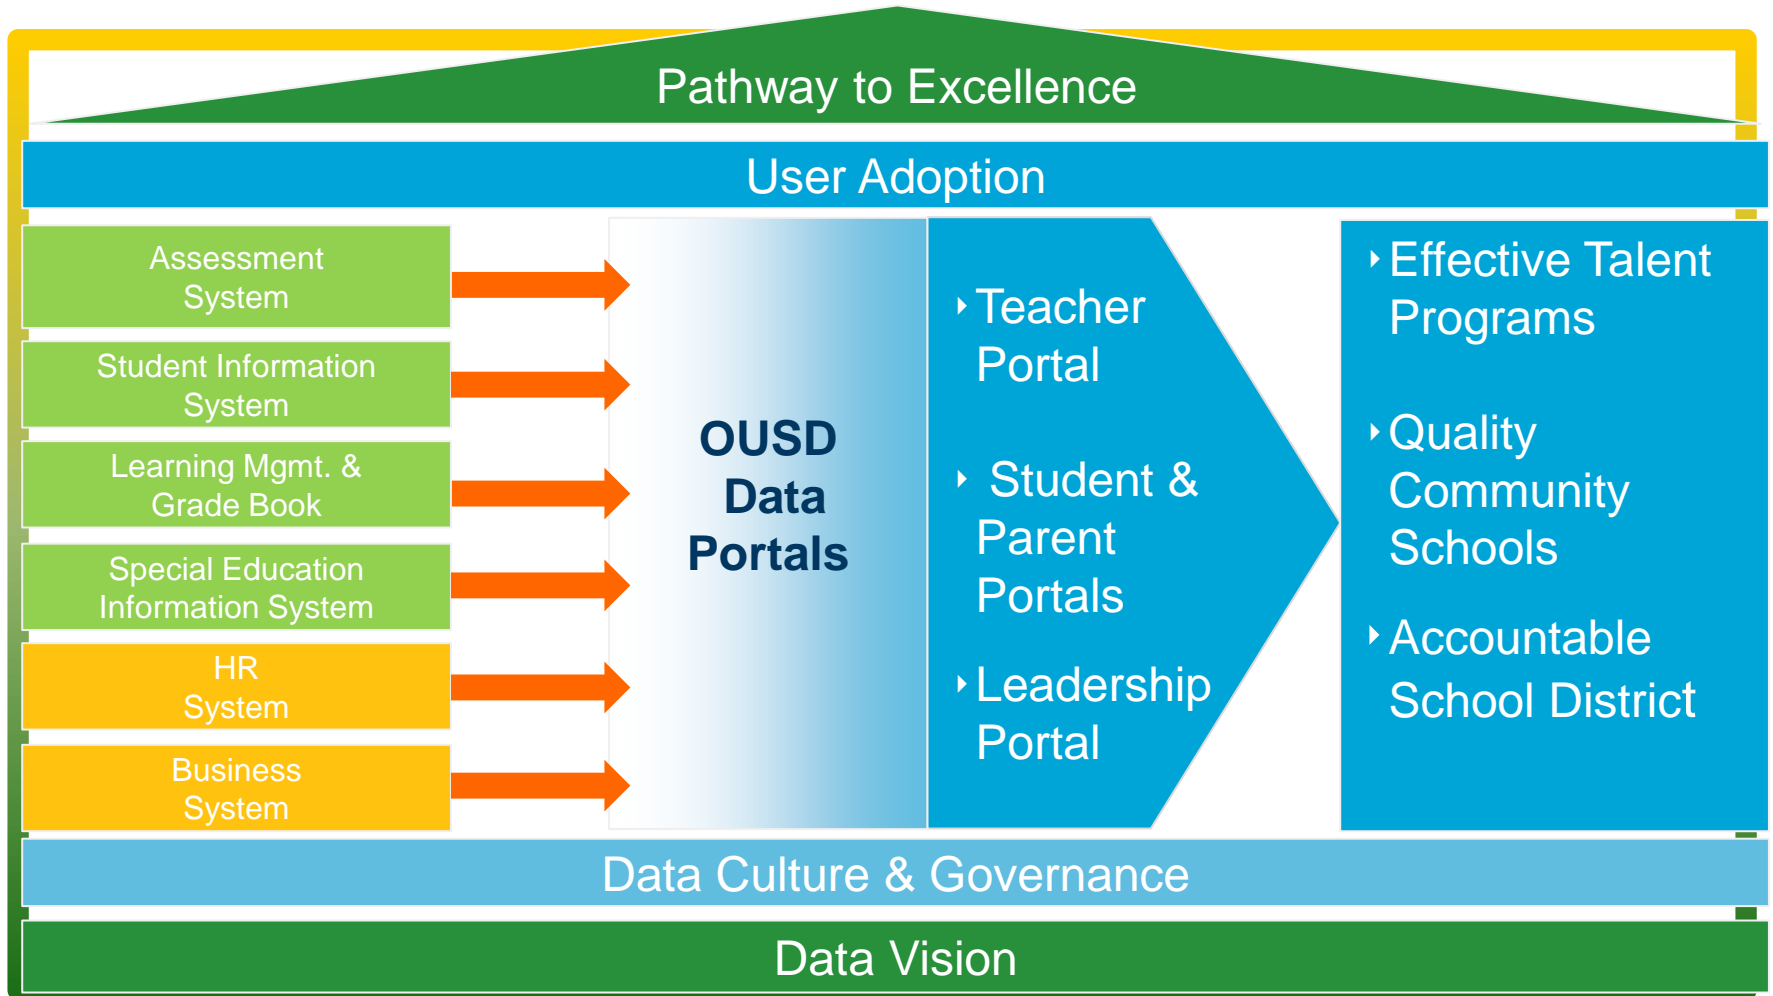 Pathway to Excellence
User Adoption
Assessment
System
Student Information
System
Learning Mgmt. &
Grade Book
Special Education
Information System
HR
System
Business
System
OUSD
Data
Portals
Teacher
Portal
Student &
Parent
Portals
Leadership
Portal
Effective Talent
Programs
Quality
Community
Schools
Accountable
School District
Data Culture & Governance
Data Vision